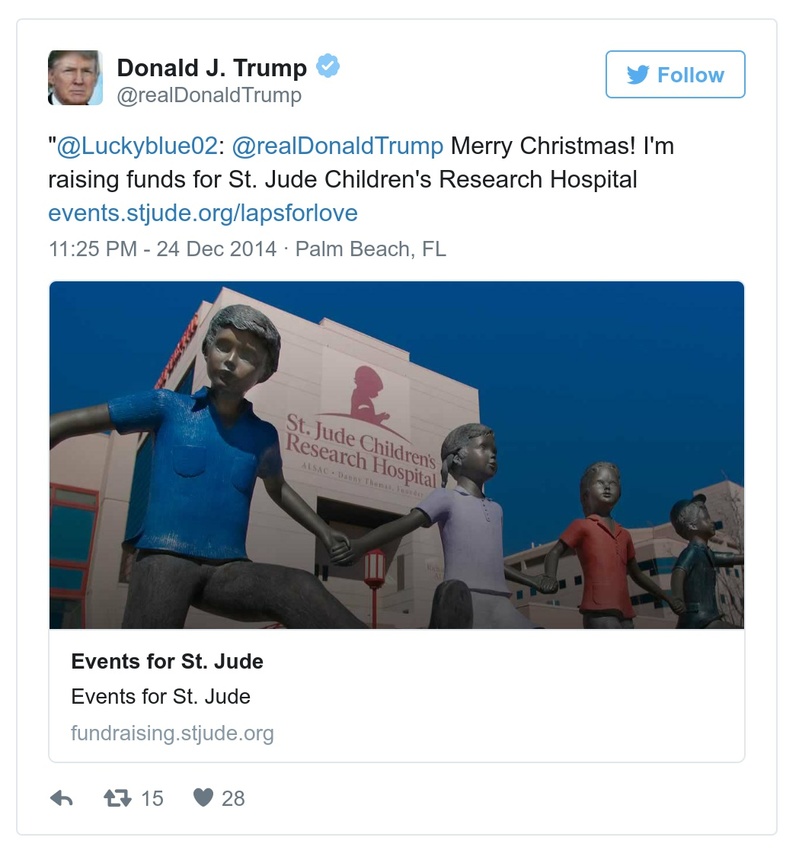 Donald J. Trump
@realDonaldTrump
Follow
"@Luckyblue02: @realDonaldTrump Merry Christmas! I'm
raising funds for St. Jude Children's Research Hospital
events.stjude.org/lapsforlove
11:25 PM - 24 Dec 2014 · Palm Beach, FL
St. Jude Children's
Research Hospital
ALSAC • Danny Thomas, Founder
Events for St. Jude
Events for St. Jude
fundraising.stjude.org
15
28